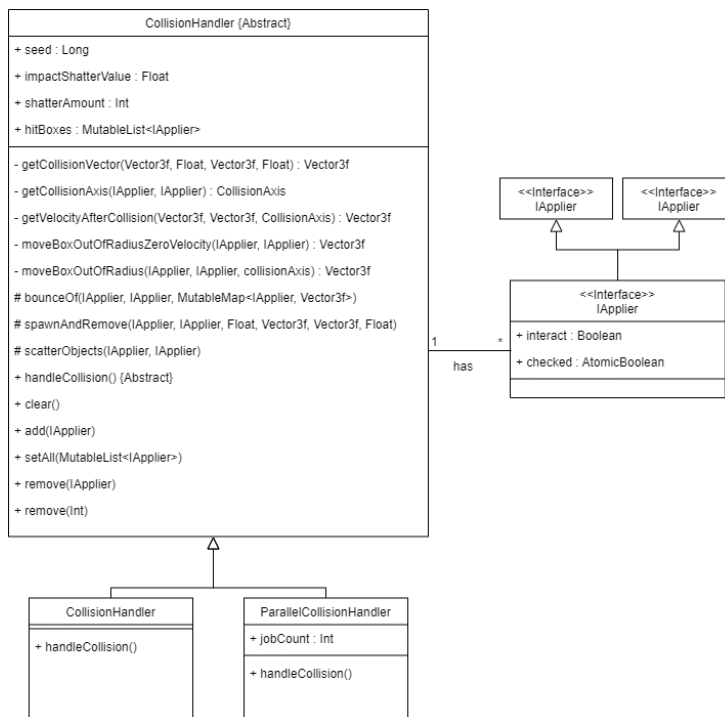 CollisionHandler {Abstract}
+ seed : Long
+ impactShatterValue : Float
+ shatterAmount : Int
+ hitBoxes : MutableList<IApplier>
- getCollisionVector(Vector3f, Float, Vector3f, Float) : Vector3f
- getCollisionAxis(IApplier, IApplier) : CollisionAxis
- getVelocityAfterCollision(Vector3f, Vector3f, CollisionAxis) : Vector3f
- moveBoxOutOfRadiusZeroVelocity(IApplier, IApplier) : Vector3f
- moveBoxOutOfRadius(IApplier, IApplier, collisionAxis) : Vector3f
# bounceOf(IApplier, IApplier, MutableMap<IApplier, Vector3f>)
# spawnAndRemove(IApplier, IApplier, Float, Vector3f, Vector3f, Float)
# scatterObjects(IApplier, IApplier)
+ handleCollision() {Abstract}
+ clear()
+ add(IApplier)
+ setAll(MutableList<IApplier>)
+ remove(IApplier)
+ remove(Int)
1
*
has
<<Interface>>
IApplier
<<Interface>>
IApplier
<<Interface>>
IApplier
+ interact : Boolean
+ checked : AtomicBoolean
CollisionHandler
+ handleCollision()
ParallelCollisionHandler
+ jobCount : Int
+ handleCollision()